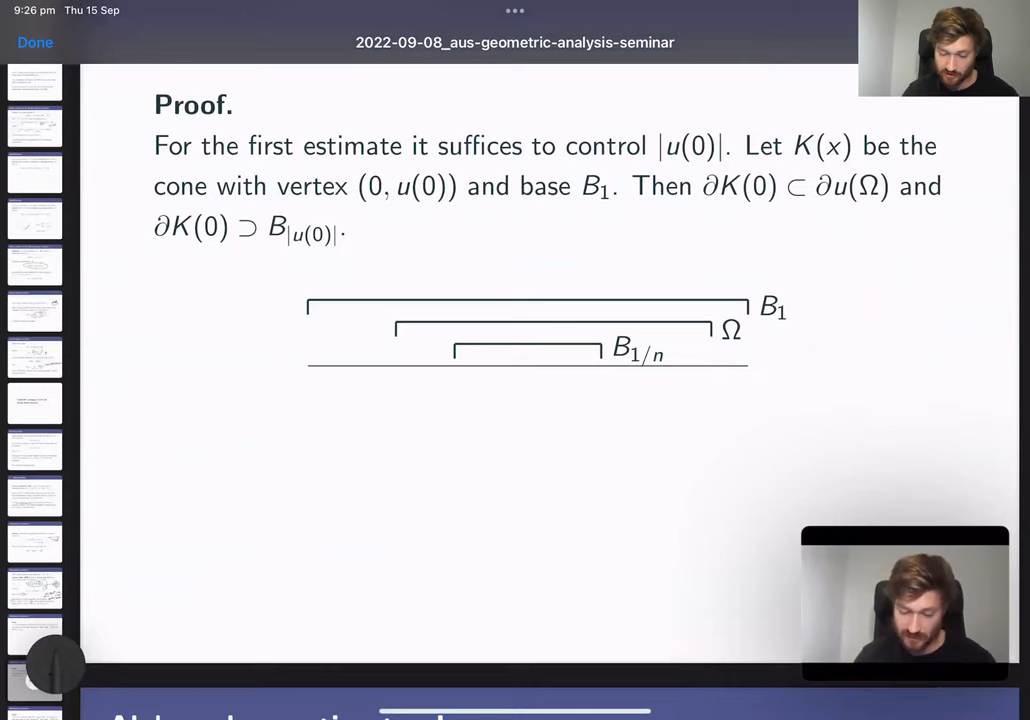 9:26 pm Thu 15 Sep
Done
2022-09-08_aus-geometric-analysis-seminar
Proof.
For the first estimate it suffices to control |u(0)|. Let K(x) be the
cone with vertex (0, u(0)) and base B₁. Then ∂K(0) ⊂ ∂u(Ω) and
∂K(0) ⊃ B_{|u(0)|}.
B₁
Ω
B_{1/n}